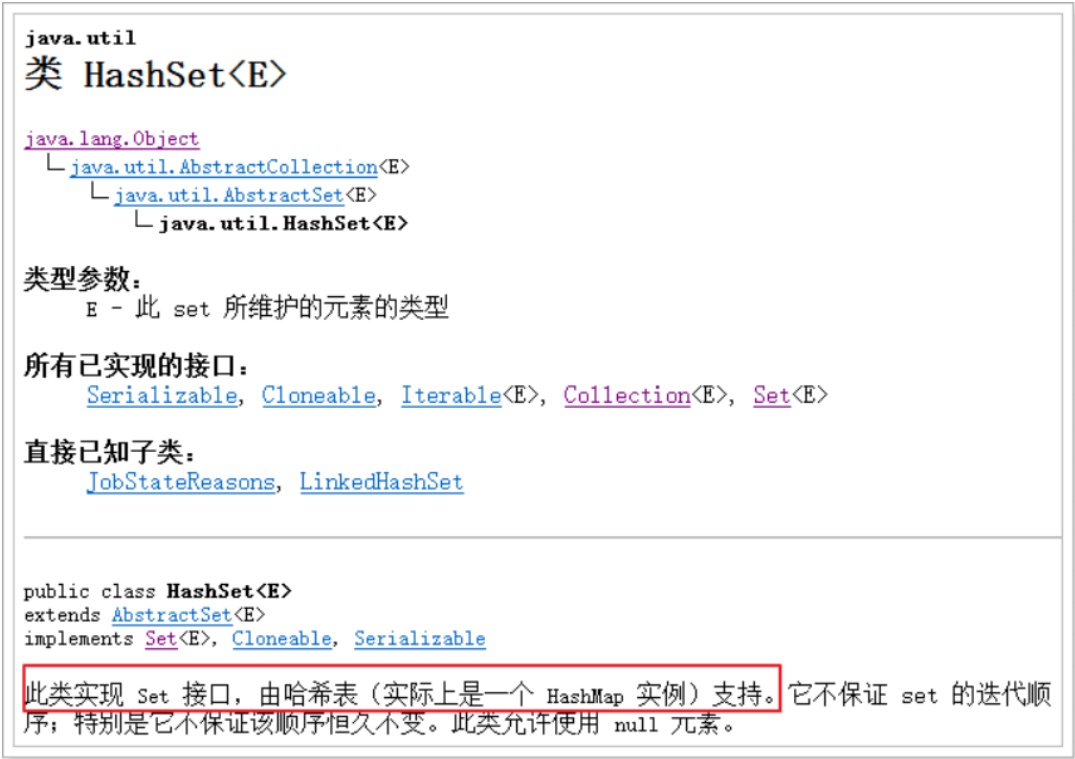 java.util
类 HashSet<E>
java.lang.Object
java.util.AbstractCollection<E>
java.util.AbstractSet<E>
java.util.HashSet<E>
类型参数：
E - 此 set 所维护的元素的类型
所有已实现的接口：
Serializable, Cloneable, Iterable<E>, Collection<E>, Set<E>
直接已知子类：
JobStateReasons, LinkedHashSet
public class HashSet<E>
extends AbstractSet<E>
implements Set<E>, Cloneable, Serializable
此类实现 Set 接口，由哈希表（实际上是一个 HashMap 实例）支持。它不保证 set 的迭代顺
序；特别是它不保证该顺序恒久不变。此类允许使用 null 元素。